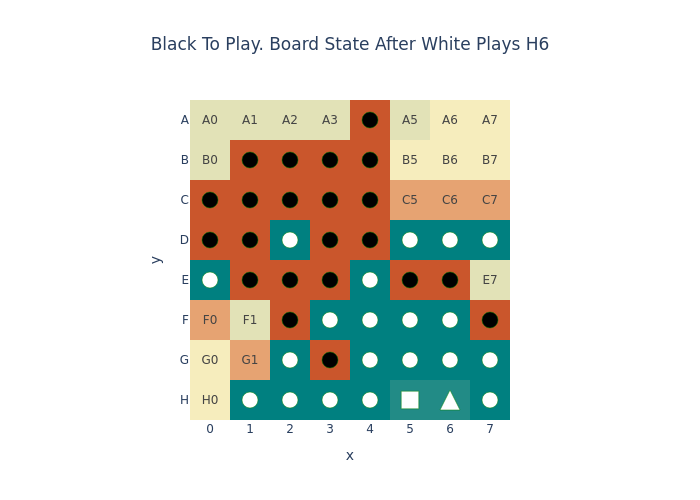 Black To Play. Board State After White Plays H6
A A0 A1 A2 A3 A5 A6 A7
B B0 B5 B6 B7
C C5 C6 C7
D
y
E E7
F F0 F1
G G0 G1
H H0
0 1 2 3 4 5 6 7
x